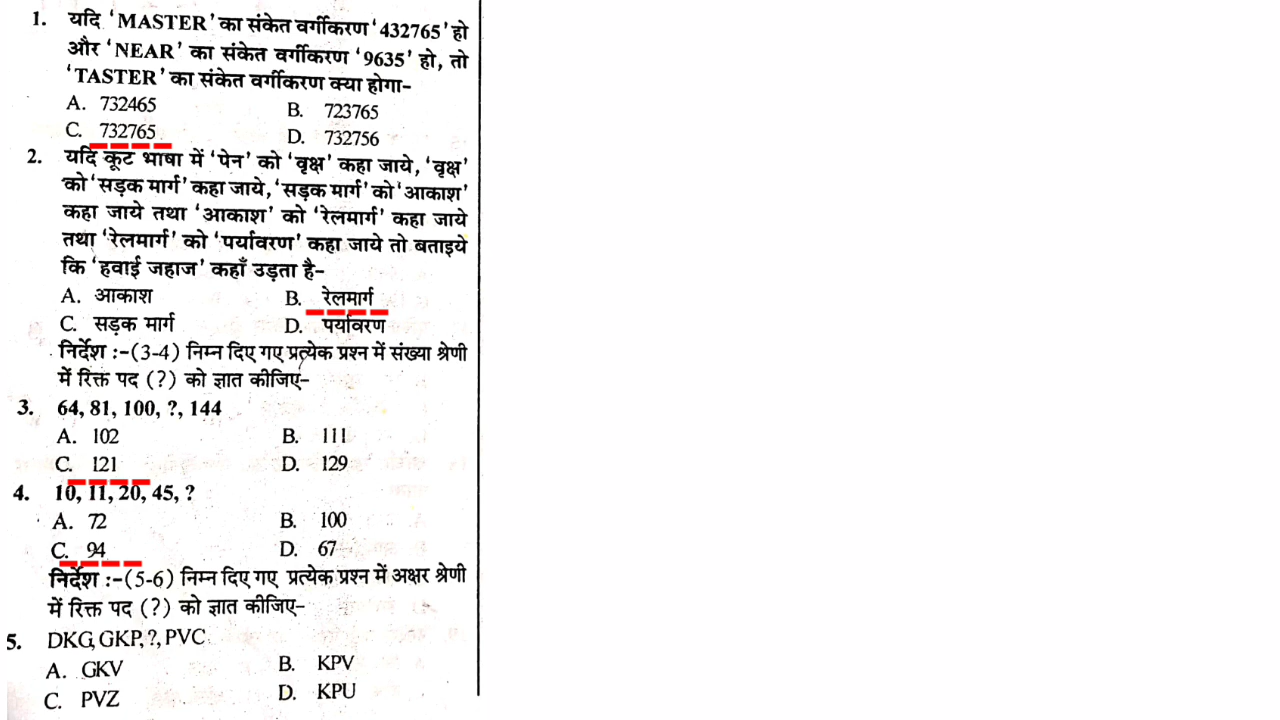 1. यदि ‘MASTER’ का संकेत वर्गीकरण ‘432765’ हो
और ‘NEAR’ का संकेत वर्गीकरण ‘9635’ हो, तो
‘TASTER’ का संकेत वर्गीकरण क्या होगा–
A. 732465 B. 723765
C. 732765 D. 732756
2. यदि कूट भाषा में ‘पेन’ को ‘वृक्ष’ कहा जाये, ‘वृक्ष’
को ‘सड़क मार्ग’ कहा जाये, ‘सड़क मार्ग’ को ‘आकाश’
कहा जाये तथा ‘आकाश’ को ‘रेलमार्ग’ कहा जाये
तथा ‘रेलमार्ग’ को ‘पर्यावरण’ कहा जाये तो बताइये
कि ‘हवाई जहाज’ कहाँ उड़ता है–
A. आकाश B. रेलमार्ग
C. सड़क मार्ग D. पर्यावरण
निर्देश :–(3-4) निम्न दिए गए प्रत्येक प्रश्न में संख्या श्रेणी
में रिक्त पद (?) को ज्ञात कीजिए–
3. 64, 81, 100, ?, 144
A. 102 B. 111
C. 121 D. 129
4. 10, 11, 20, 45, ?
A. 72 B. 100
C. 94 D. 67
निर्देश :–(5-6) निम्न दिए गए प्रत्येक प्रश्न में अक्षर श्रेणी
में रिक्त पद (?) को ज्ञात कीजिए–
5. DKG, GKP, ?, PVC
A. GKV B. KPV
C. PVZ D. KPU